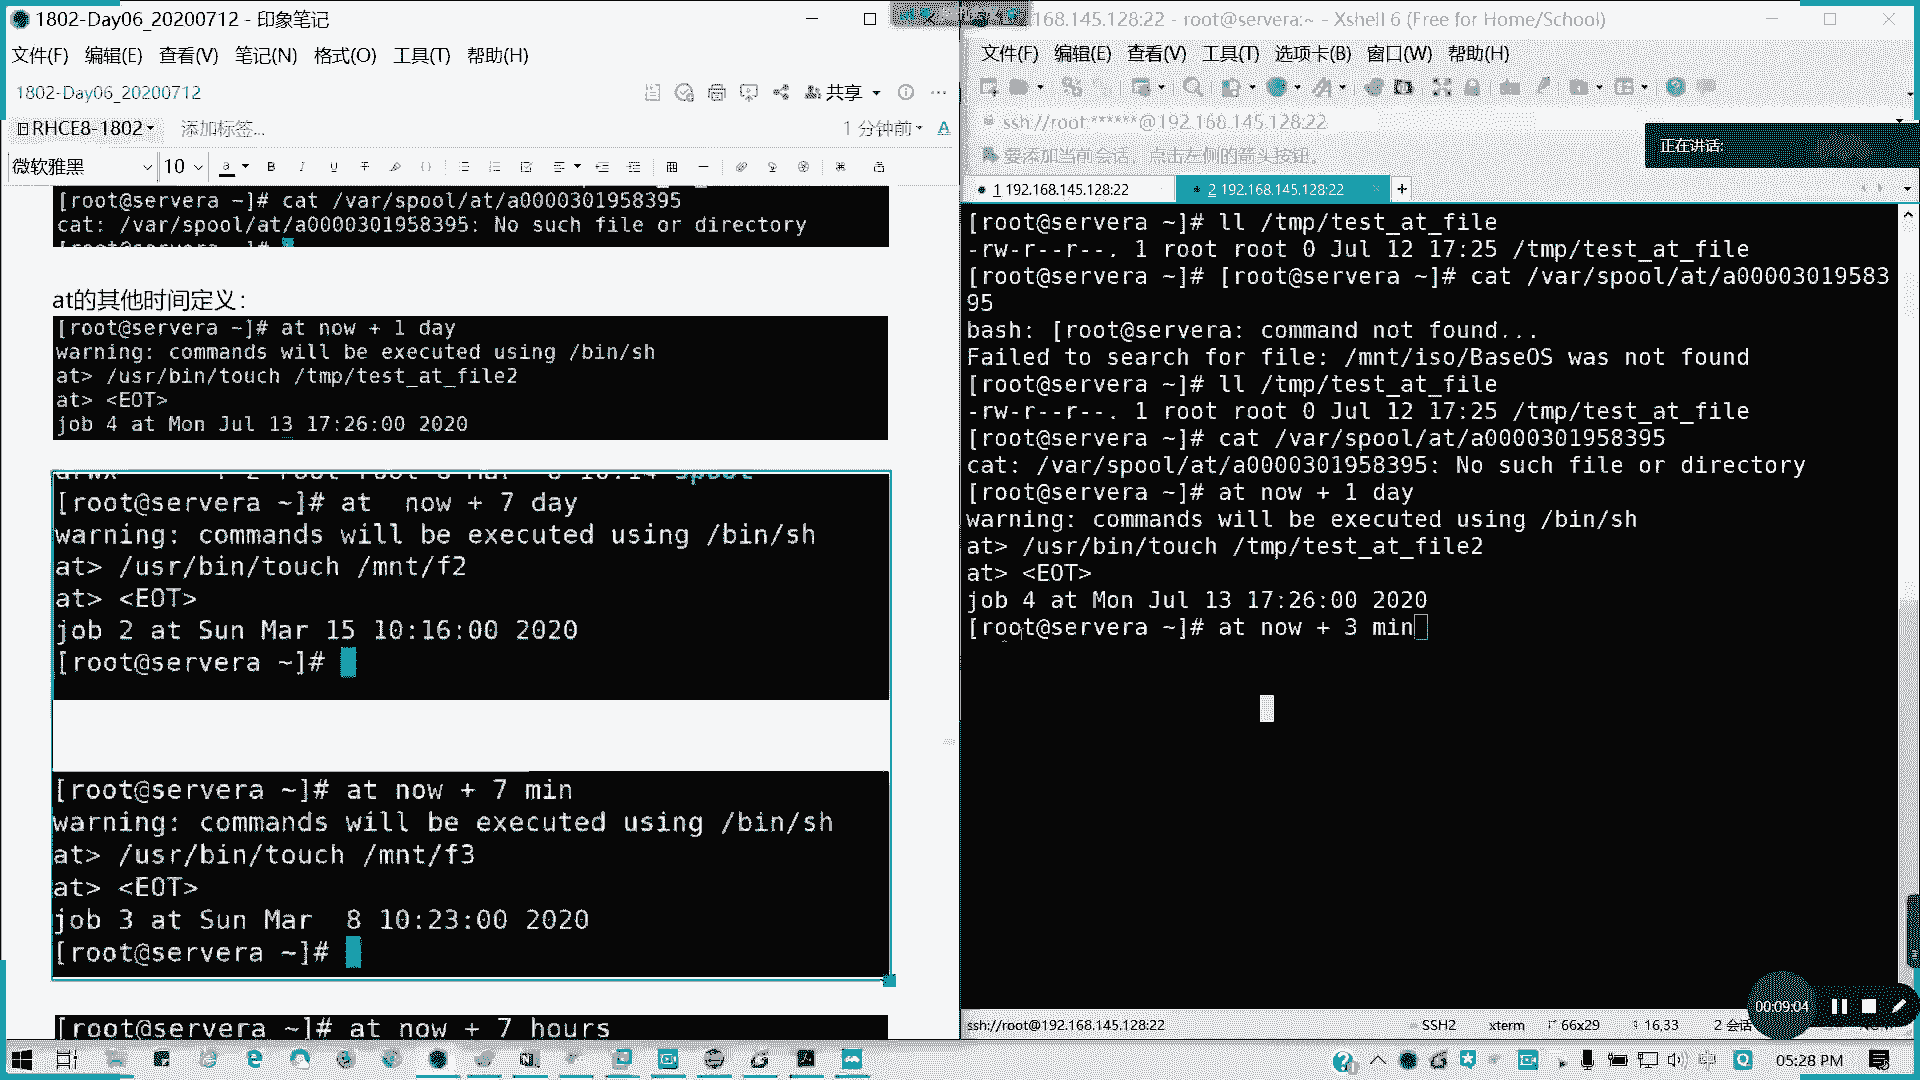 1802-Day06_20200712 - 印象笔记
文件(F) 编辑(E) 查看(V) 笔记(N) 格式(O) 工具(T) 帮助(H)
1802-Day06_20200712
共享
RHCE8-1802
添加标签...
1 分钟前
微软雅黑 10
[root@servera ~]# cat /var/spool/at/a0000301958395
cat: /var/spool/at/a0000301958395: No such file or directory
[root@servera ~]#
at的其他时间定义：
[root@servera ~]# at now + 1 day
warning: commands will be executed using /bin/sh
at> /usr/bin/touch /tmp/test_at_file2
at> <EOT>
job 4 at Mon Jul 13 17:26:00 2020
[root@servera ~]# at  now + 7 day
warning: commands will be executed using /bin/sh
at> /usr/bin/touch /mnt/f2
at> <EOT>
job 2 at Sun Mar 15 10:16:00 2020
[root@servera ~]#
[root@servera ~]# at now + 7 min
warning: commands will be executed using /bin/sh
at> /usr/bin/touch /mnt/f3
at> <EOT>
job 3 at Sun Mar  8 10:23:00 2020
[root@servera ~]#
[root@servera ~]# at now + 7 hours
168.145.128:22 - root@servera:~ - Xshell 6 (Free for Home/School)
文件(F) 编辑(E) 查看(V) 工具(T) 选项卡(B) 窗口(W) 帮助(H)
ssh://root:******@192.168.145.128:22
要添加当前会话，点击左侧的箭头按钮。
正在讲话:
1 192.168.145.128:22
2 192.168.145.128:22
[root@servera ~]# ll /tmp/test_at_file
-rw-r--r--. 1 root root 0 Jul 12 17:25 /tmp/test_at_file
[root@servera ~]# [root@servera ~]# cat /var/spool/at/a00003019583
95
bash: [root@servera: command not found...
Failed to search for file: /mnt/iso/BaseOS was not found
[root@servera ~]# ll /tmp/test_at_file
-rw-r--r--. 1 root root 0 Jul 12 17:25 /tmp/test_at_file
[root@servera ~]# cat /var/spool/at/a0000301958395
cat: /var/spool/at/a0000301958395: No such file or directory
[root@servera ~]# at now + 1 day
warning: commands will be executed using /bin/sh
at> /usr/bin/touch /tmp/test_at_file2
at> <EOT>
job 4 at Mon Jul 13 17:26:00 2020
[root@servera ~]# at now + 3 min
00:09:04
ssh://root@192.168.145.128:22 SSH2 xterm 66x29 16,33 2 会话
05:28 PM